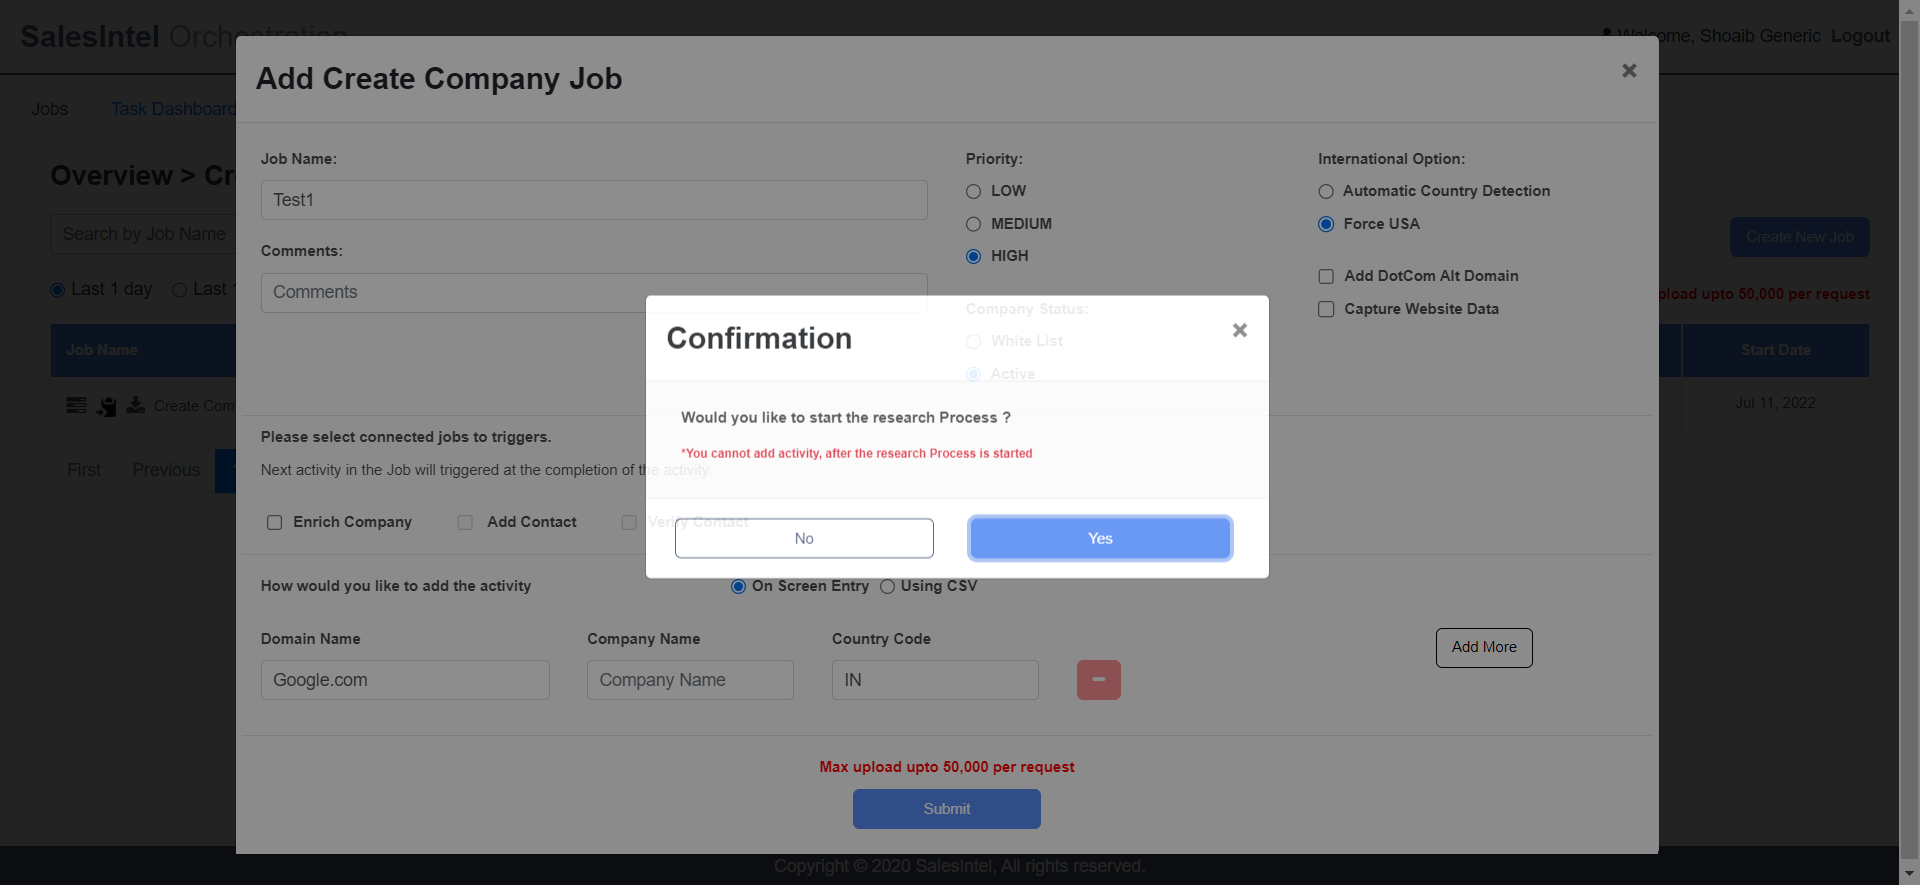 SalesIntel Orchestration
Welcome, Shoaib Generic Logout
Add Create Company Job
Jobs
Task Dashboard
Job Name:
Priority:
International Option:
Overview > Cr
Test1
LOW
Automatic Country Detection
MEDIUM
Force USA
Search by Job Name
Create New Job
Comments:
HIGH
Comments
Add DotCom Alt Domain
Last 1 day
Last
pload upto 50,000 per request
Company Status:
Capture Website Data
Confirmation
White List
Job Name
Start Date
Active
Create Com
Jul 11, 2022
Would you like to start the research Process ?
*You cannot add activity, after the research Process is started
Please select connected jobs to triggers.
Next activity in the Job will triggered at the completion of the activity.
First
Previous
Enrich Company
Add Contact
Verify Contact
No
Yes
How would you like to add the activity
On Screen Entry
Using CSV
Domain Name
Company Name
Country Code
Add More
Google.com
Company Name
IN
Max upload upto 50,000 per request
Submit
Copyright © 2020 SalesIntel, All rights reserved.